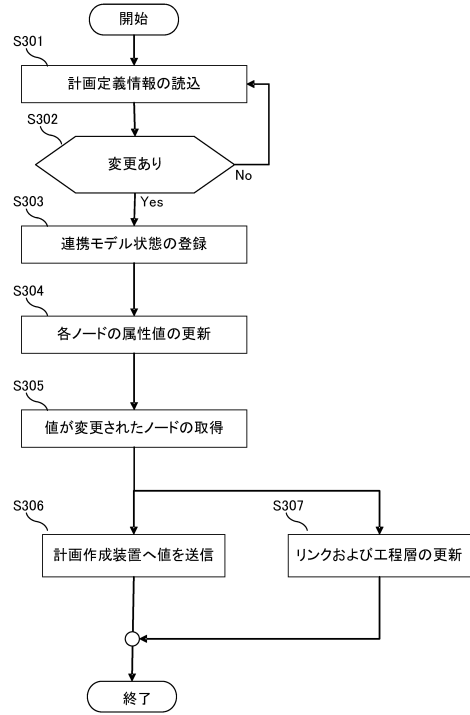 開始
S301
計画定義情報の読込
S302
変更あり
No
Yes
S303
連携モデル状態の登録
S304
各ノードの属性値の更新
S305
値が変更されたノードの取得
S306
計画作成装置へ値を送信
S307
リンクおよび工程層の更新
終了